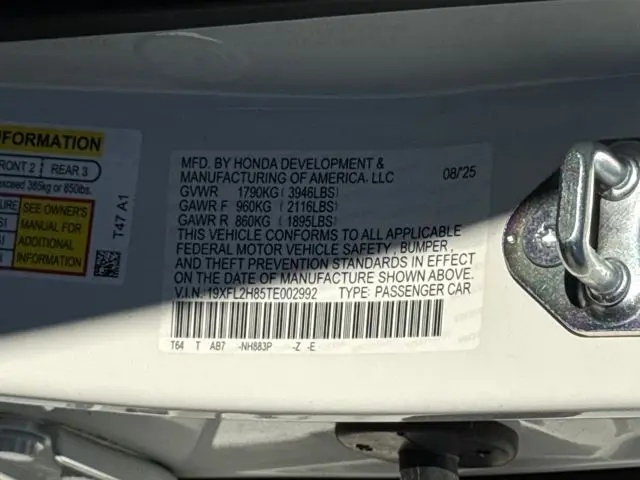 FORMATION
FRONT 2 | REAR 3
exceed 385kg or 850lbs.
SEE OWNER'S
MANUAL FOR
ADDITIONAL
INFORMATION
T47 A1
MFD. BY HONDA DEVELOPMENT &
MANUFACTURING OF AMERICA, LLC 08/25
GVWR 1790KG ( 3946LBS)
GAWR F 960KG ( 2116LBS)
GAWR R 860KG ( 1895LBS)
THIS VEHICLE CONFORMS TO ALL APPLICABLE
FEDERAL MOTOR VEHICLE SAFETY , BUMPER ,
AND THEFT PREVENTION STANDARDS IN EFFECT
ON THE DATE OF MANUFACTURE SHOWN ABOVE.
V.I.N. 19XFL2H85TE002992 TYPE: PASSENGER CAR
T64 T AB7 -NH883P -Z -E